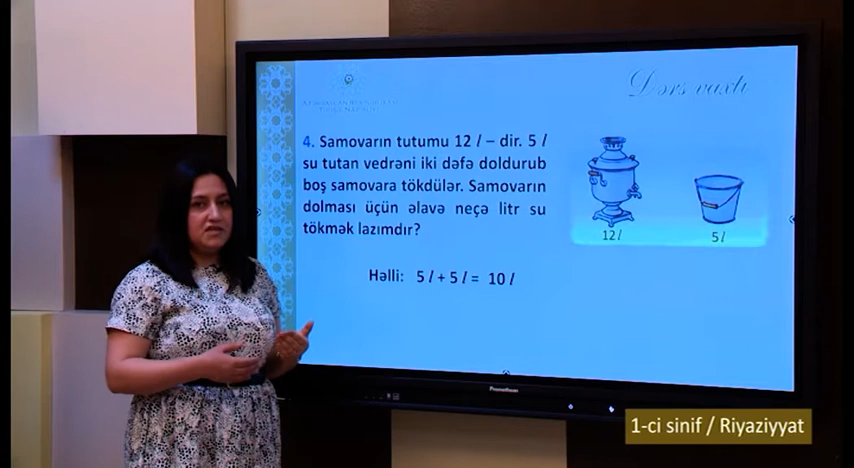 Dərs vaxtı
4. Samovarın tutumu 12 l – dir. 5 l
su tutan vedrəni iki dəfə doldurub
boş samovara tökdülər. Samovarın
dolması üçün əlavə neçə litr su
tökmək lazımdır?
12 l
5 l
Həlli: 5 l + 5 l = 10 l
Promethean
1-ci sinif / Riyaziyyat